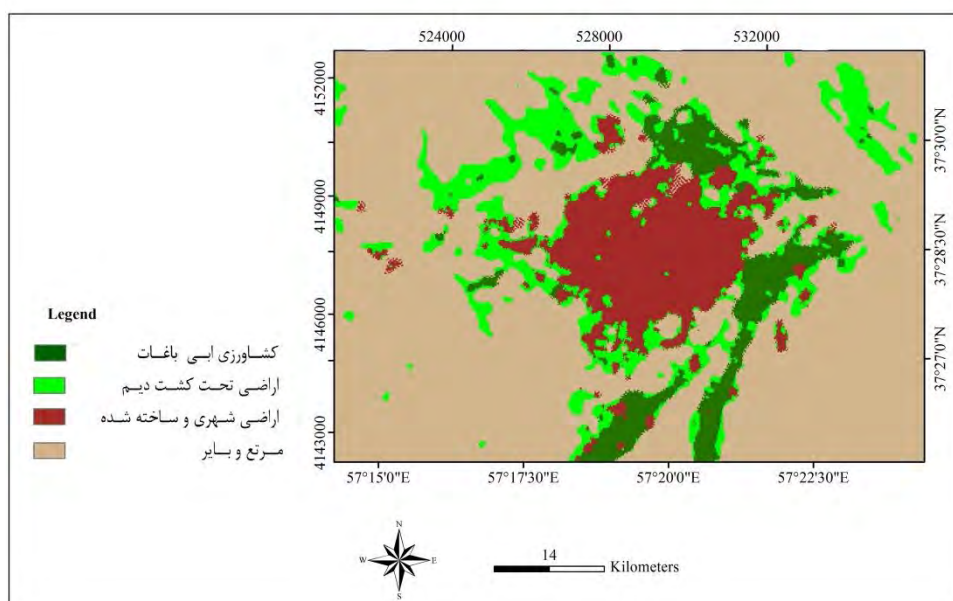 524000 528000 532000
4152000
4149000
4146000
4143000
37°30'0"N
37°28'30"N
37°27'0"N
57°15'0"E 57°17'30"E 57°20'0"E 57°22'30"E
Legend
کشاورزی ابی باغات
اراضی تحت کشت دیم
اراضی شهری و ساخته شده
مرتع و بایر
N
W E
S
14
Kilometers